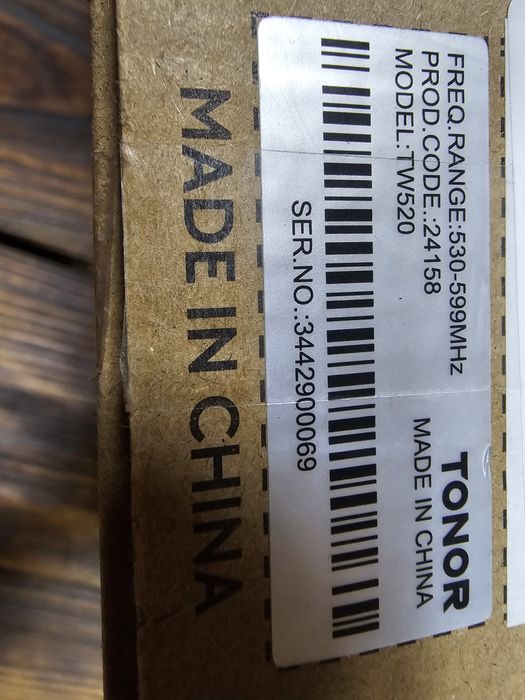 FREQ.RANGE:530-599MHz
PROD.CODE.:24158
MODEL:TW520
TONOR
MADE IN CHINA
SER.NO.:3442900069
MADE IN CHINA